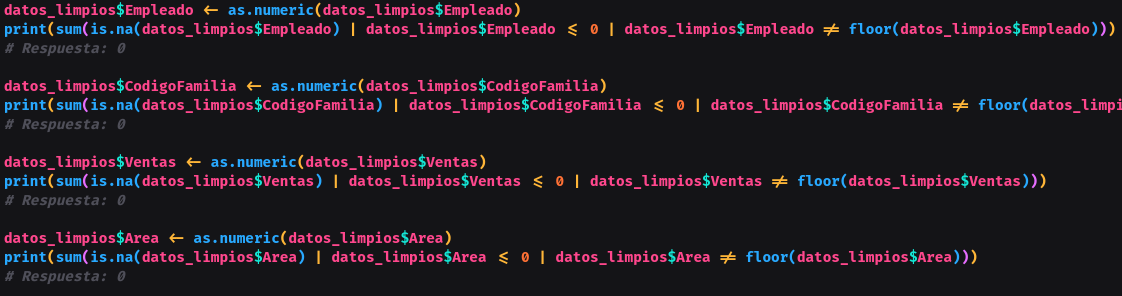 datos_limpios$Empleado <- as.numeric(datos_limpios$Empleado)
print(sum(is.na(datos_limpios$Empleado) | datos_limpios$Empleado <= 0 | datos_limpios$Empleado != floor(datos_limpios$Empleado)))
# Respuesta: 0
datos_limpios$CodigoFamilia <- as.numeric(datos_limpios$CodigoFamilia)
print(sum(is.na(datos_limpios$CodigoFamilia) | datos_limpios$CodigoFamilia <= 0 | datos_limpios$CodigoFamilia != floor(datos_limpi
# Respuesta: 0
datos_limpios$Ventas <- as.numeric(datos_limpios$Ventas)
print(sum(is.na(datos_limpios$Ventas) | datos_limpios$Ventas <= 0 | datos_limpios$Ventas != floor(datos_limpios$Ventas)))
# Respuesta: 0
datos_limpios$Area <- as.numeric(datos_limpios$Area)
print(sum(is.na(datos_limpios$Area) | datos_limpios$Area <= 0 | datos_limpios$Area != floor(datos_limpios$Area)))
# Respuesta: 0